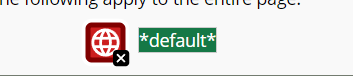 he following apply to the entire page.
*default*